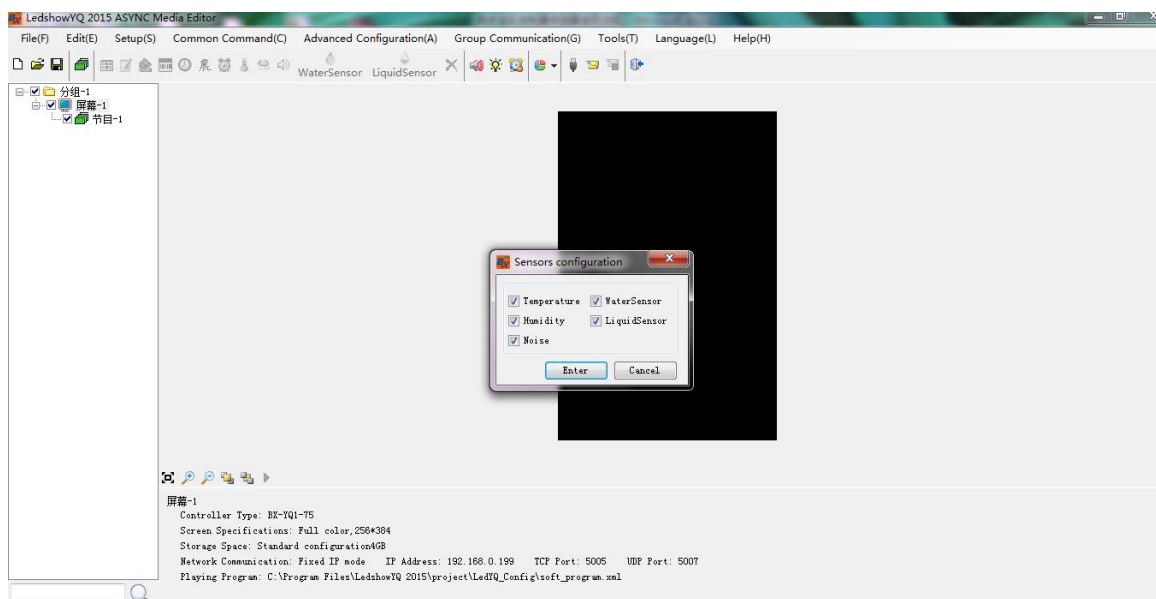 LedshowYQ 2015 ASYNC Media Editor
File(F) Edit(E) Setup(S) Common Command(C) Advanced Configuration(A) Group Communication(G) Tools(T) Language(L) Help(H)
WaterSensor LiquidSensor
分组-1
屏幕-1
节目-1
Sensors configuration
Temperature WaterSensor
Humidity LiquidSensor
Noise
Enter Cancel
屏幕-1
Controller Type: BX-YQ1-75
Screen Specifications: Full color,256*384
Storage Space: Standard configuration4GB
Network Communication: Fixed IP mode IP Address: 192.168.0.199 TCP Port: 5005 UDP Port: 5007
Playing Program: C:\Program Files\LedshowYQ 2015\project\LedYQ_Config\soft_program.xml